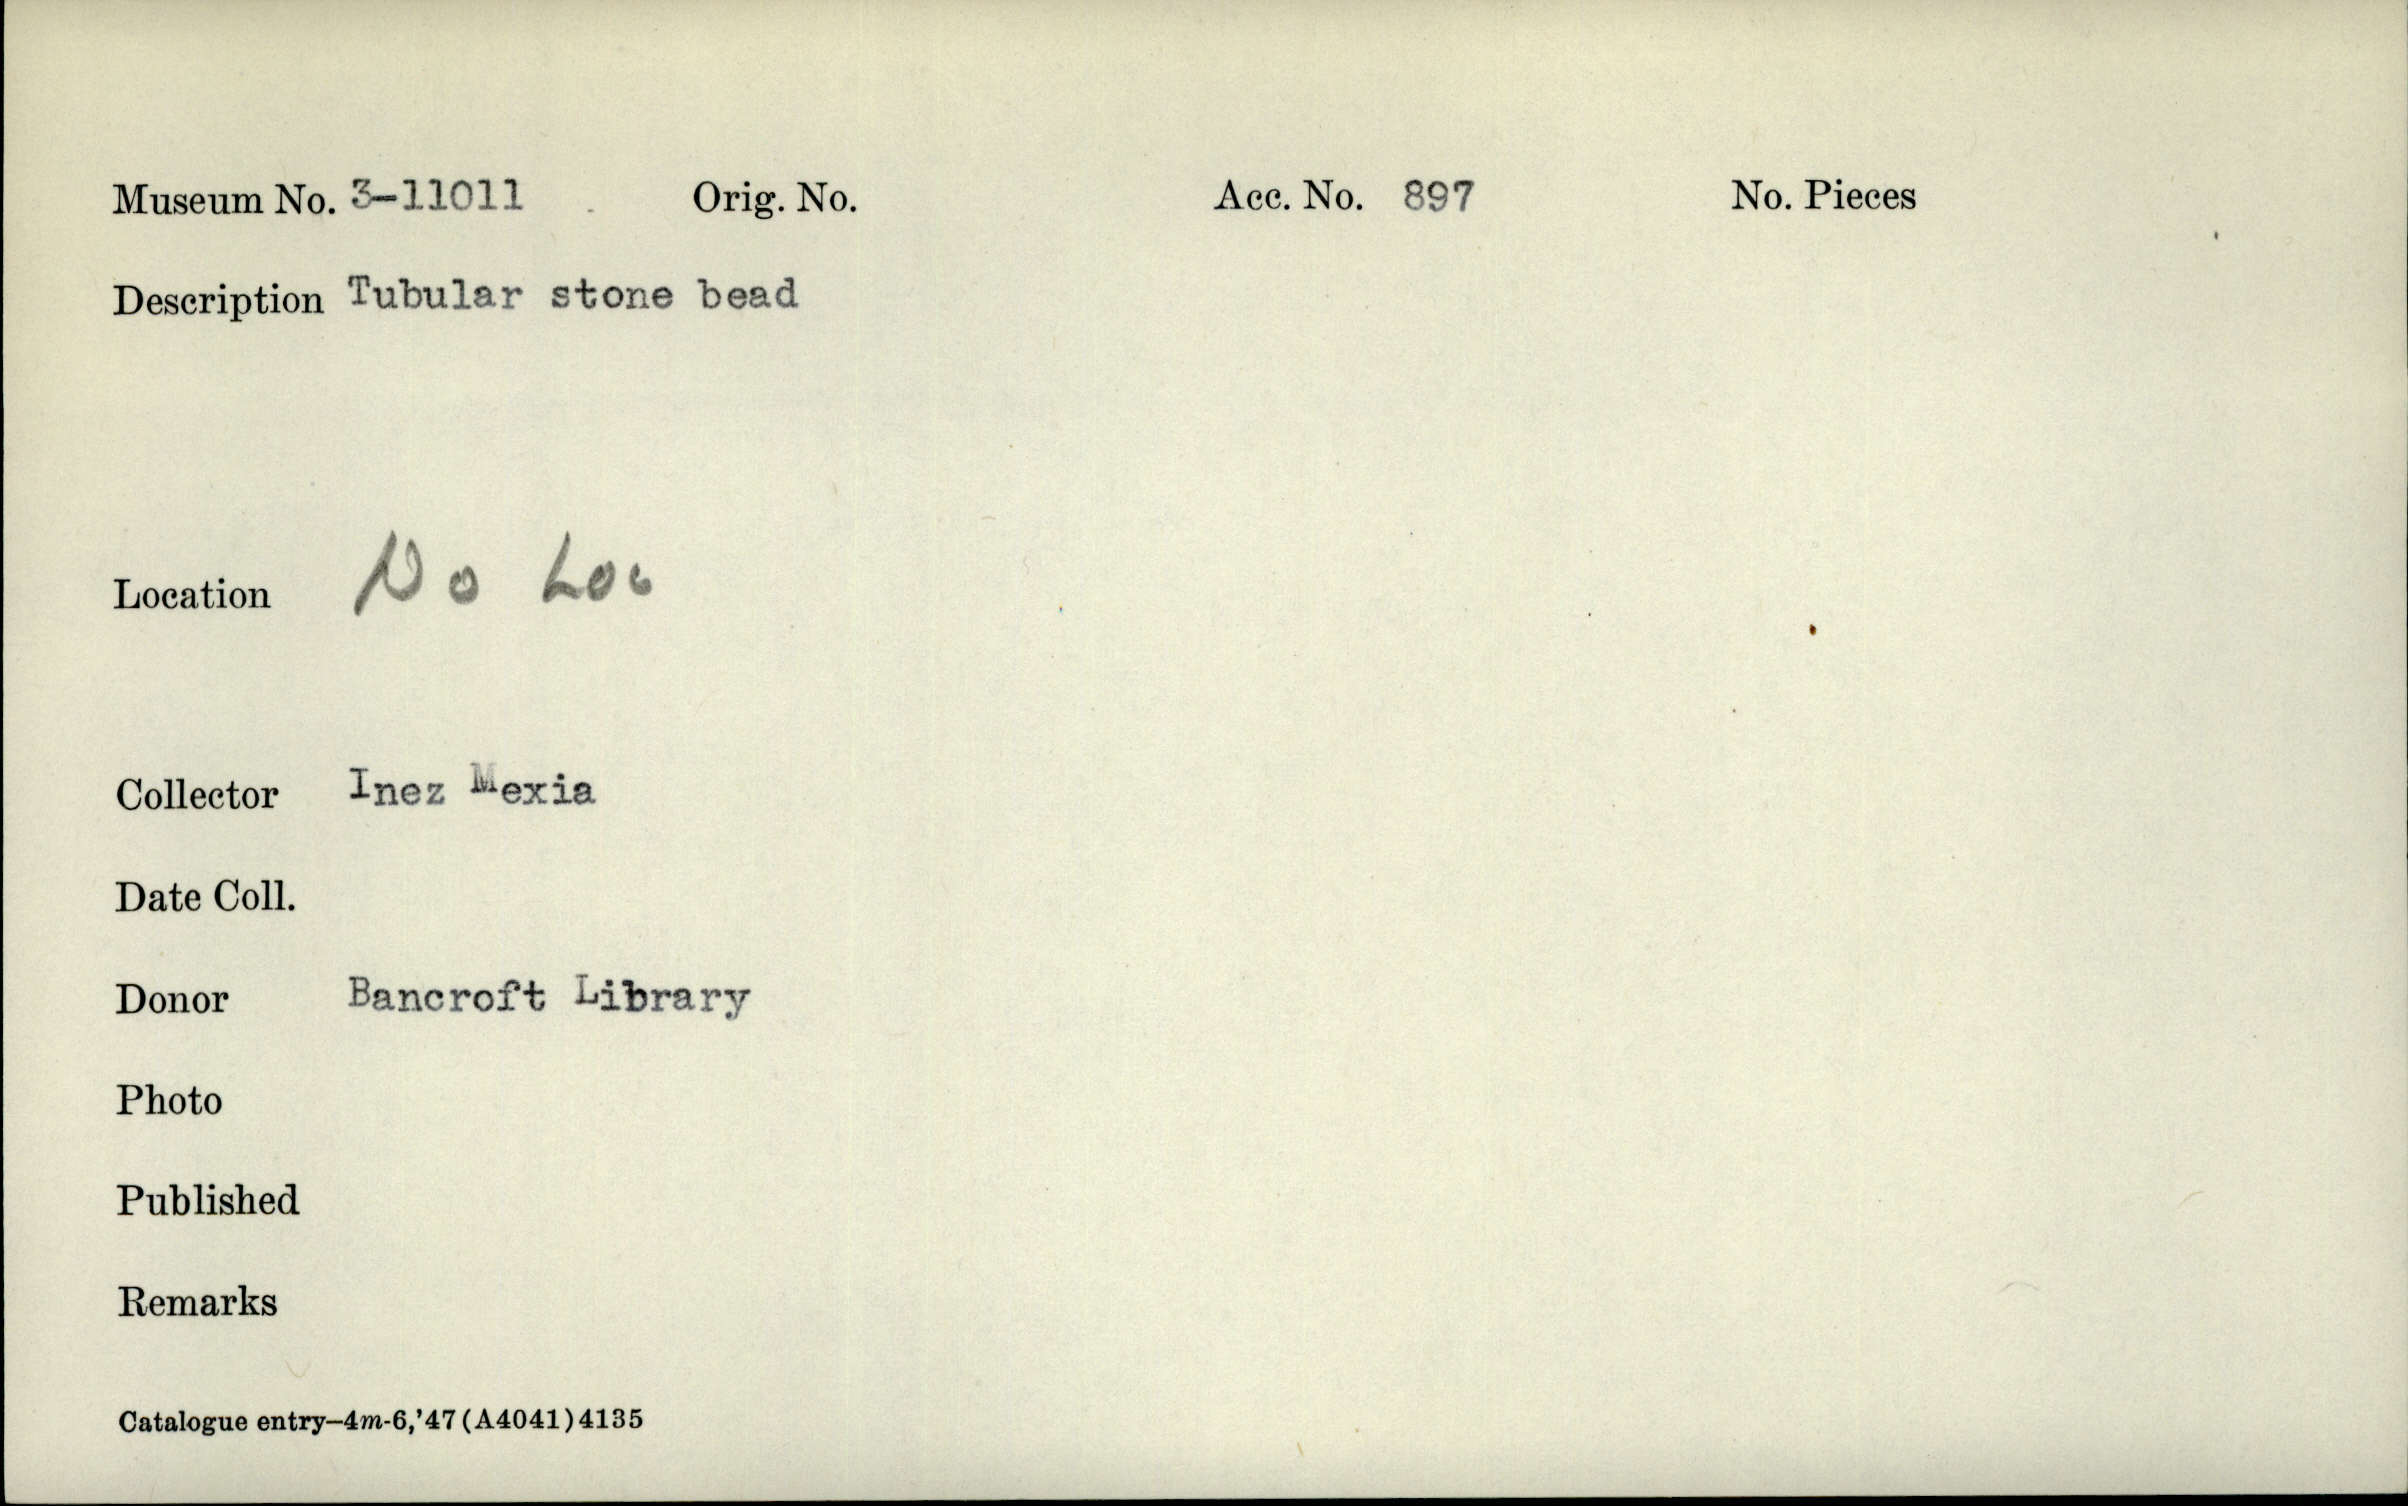 Museum No. 3-11011 Orig. No. Acc. No. 897 No. Pieces
Description Tubular stone bead
Location No Loc
Collector Inez Mexia
Date Coll.
Donor Bancroft Library
Photo
Published
Remarks
Catalogue entry—4m-6,'47 (A4041) 4135